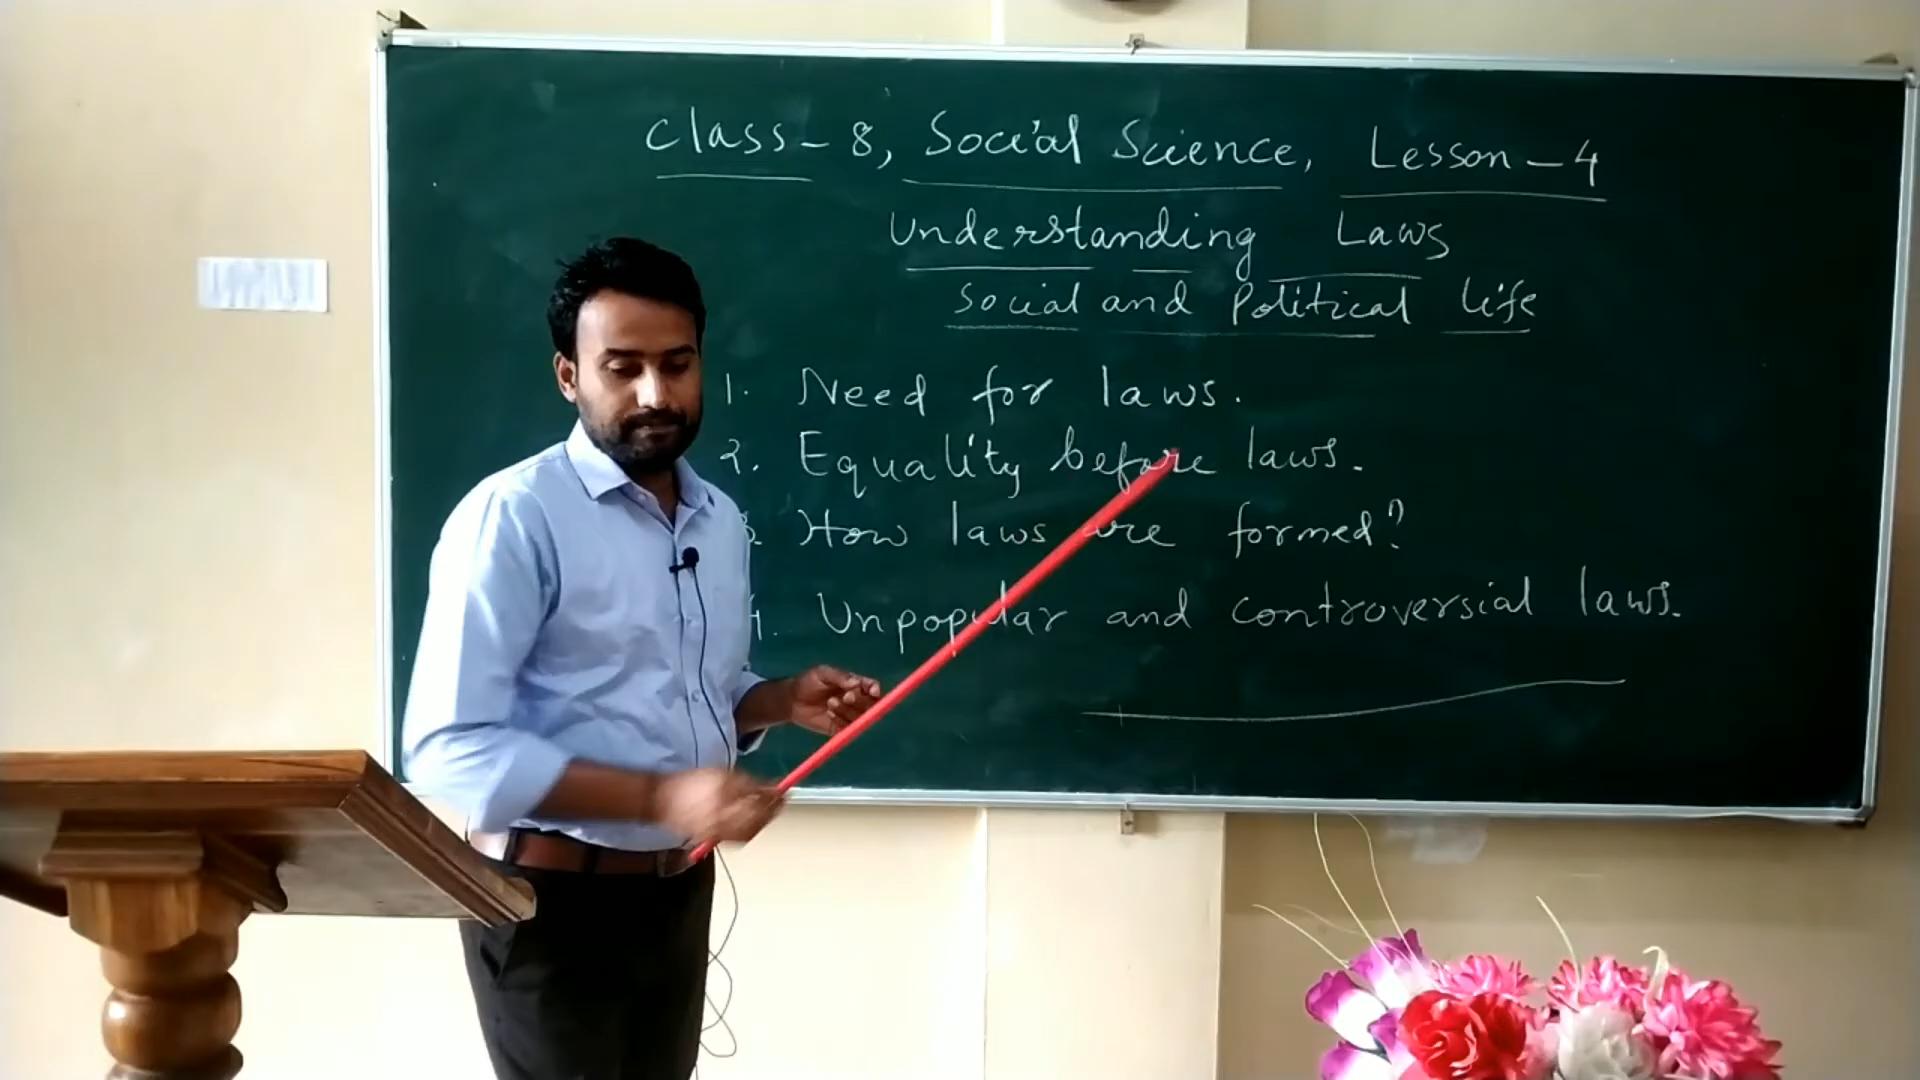 Class - 8, Social Science, Lesson - 4
Understanding Laws
Social and Political life
1. Need for laws.
2. Equality before laws.
3. How laws are formed?
4. Unpopular and controversial laws.